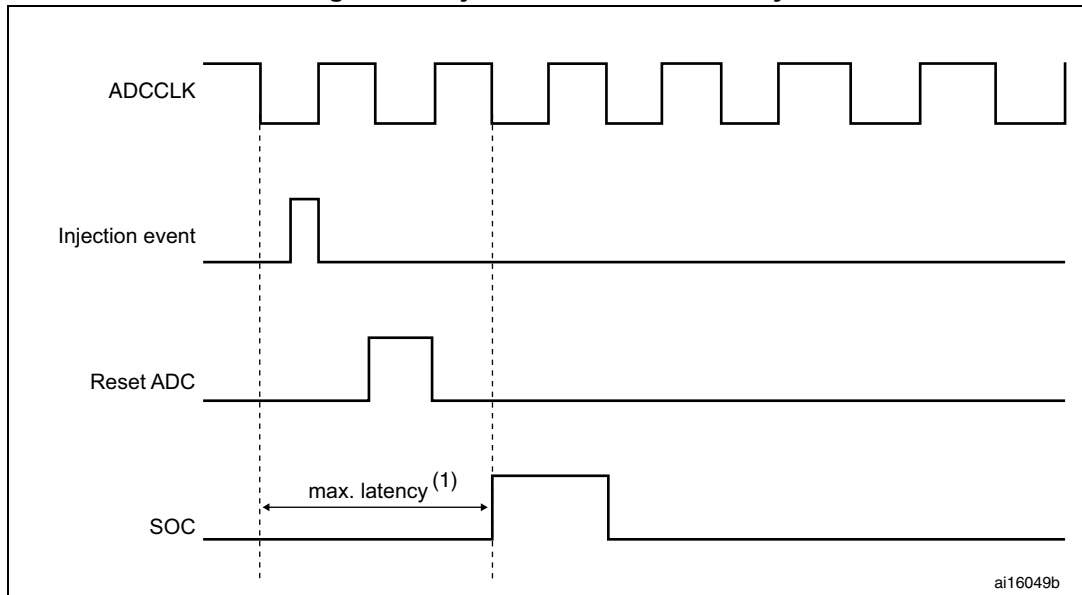 ADCCLK
Injection event
Reset ADC
max. latency (1)
SOC
ai16049b